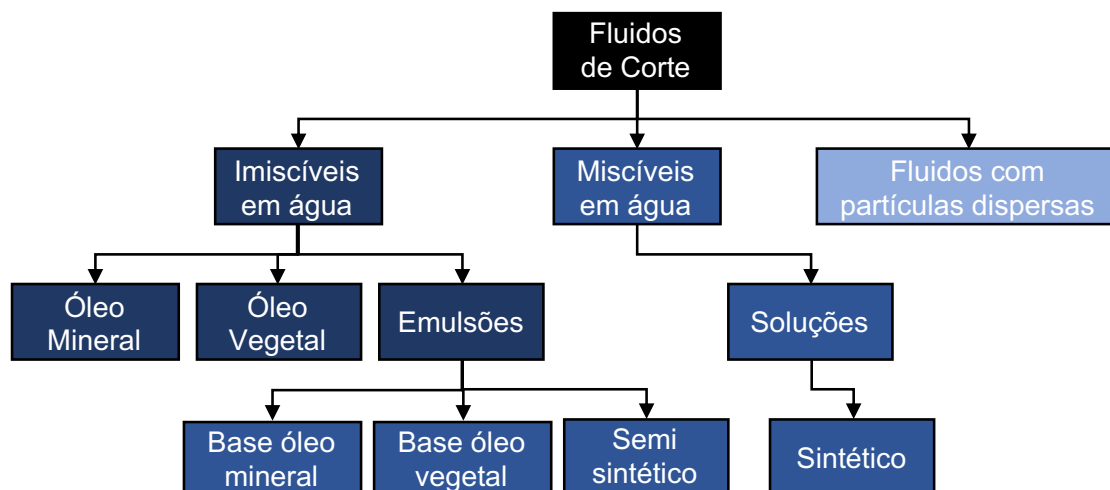 Fluidos
de Corte
Imiscíveis
em água
Miscíveis
em água
Fluidos com
partículas dispersas
Óleo
Mineral
Óleo
Vegetal
Emulsões
Soluções
Base óleo
mineral
Base óleo
vegetal
Semi
sintético
Sintético